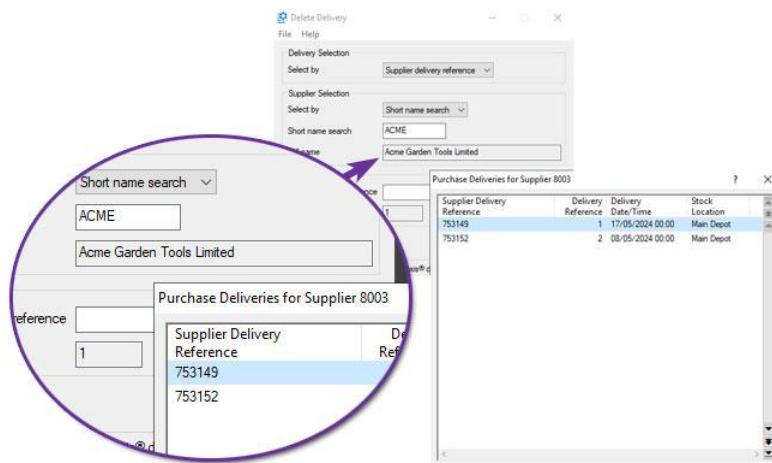 Delete Delivery
File Help
Delivery Selection
Select by Supplier delivery reference
Supplier Selection
Select by Short name search
Short name search ACME
name Acme Garden Tools Limited
1
Purchase Deliveries for Supplier 8003 ?
Supplier Delivery Delivery Delivery Stock
Reference Reference Date/Time Location
753149 1 17/05/2024 00:00 Main Depot
753152 2 08/05/2024 00:00 Main Depot
Short name search
ACME
Acme Garden Tools Limited
reference
1
Purchase Deliveries for Supplier 8003
Supplier Delivery
Reference
753149
753152